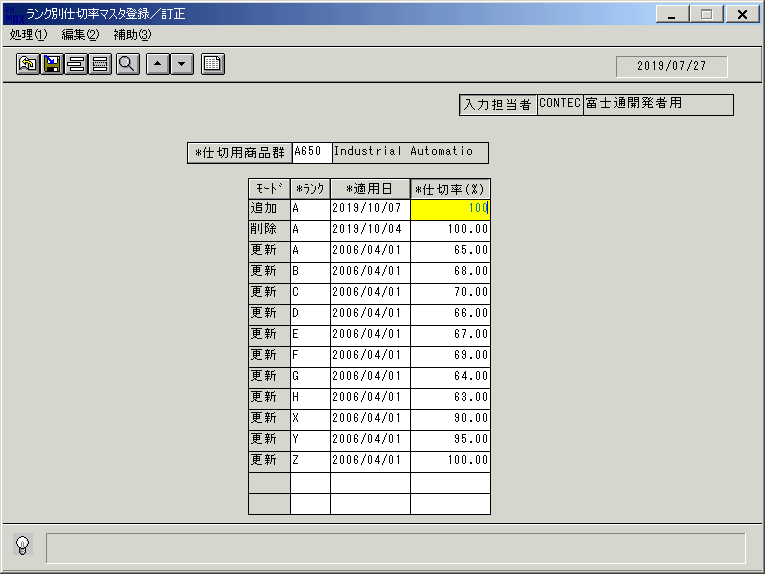 ランク別仕切率マスタ登録／訂正
処理(1) 編集(2) 補助(3)
2019/07/27
入力担当者 CONTEC 富士通開発者用
*仕切用商品群 A650 Industrial Automatio
ﾓｰﾄﾞ *ﾗﾝｸ *適用日 *仕切率(%)
追加 A 2019/10/07 100
削除 A 2019/10/04 100.00
更新 A 2006/04/01 65.00
更新 B 2006/04/01 68.00
更新 C 2006/04/01 70.00
更新 D 2006/04/01 66.00
更新 E 2006/04/01 67.00
更新 F 2006/04/01 69.00
更新 G 2006/04/01 64.00
更新 H 2006/04/01 63.00
更新 X 2006/04/01 90.00
更新 Y 2006/04/01 95.00
更新 Z 2006/04/01 100.00